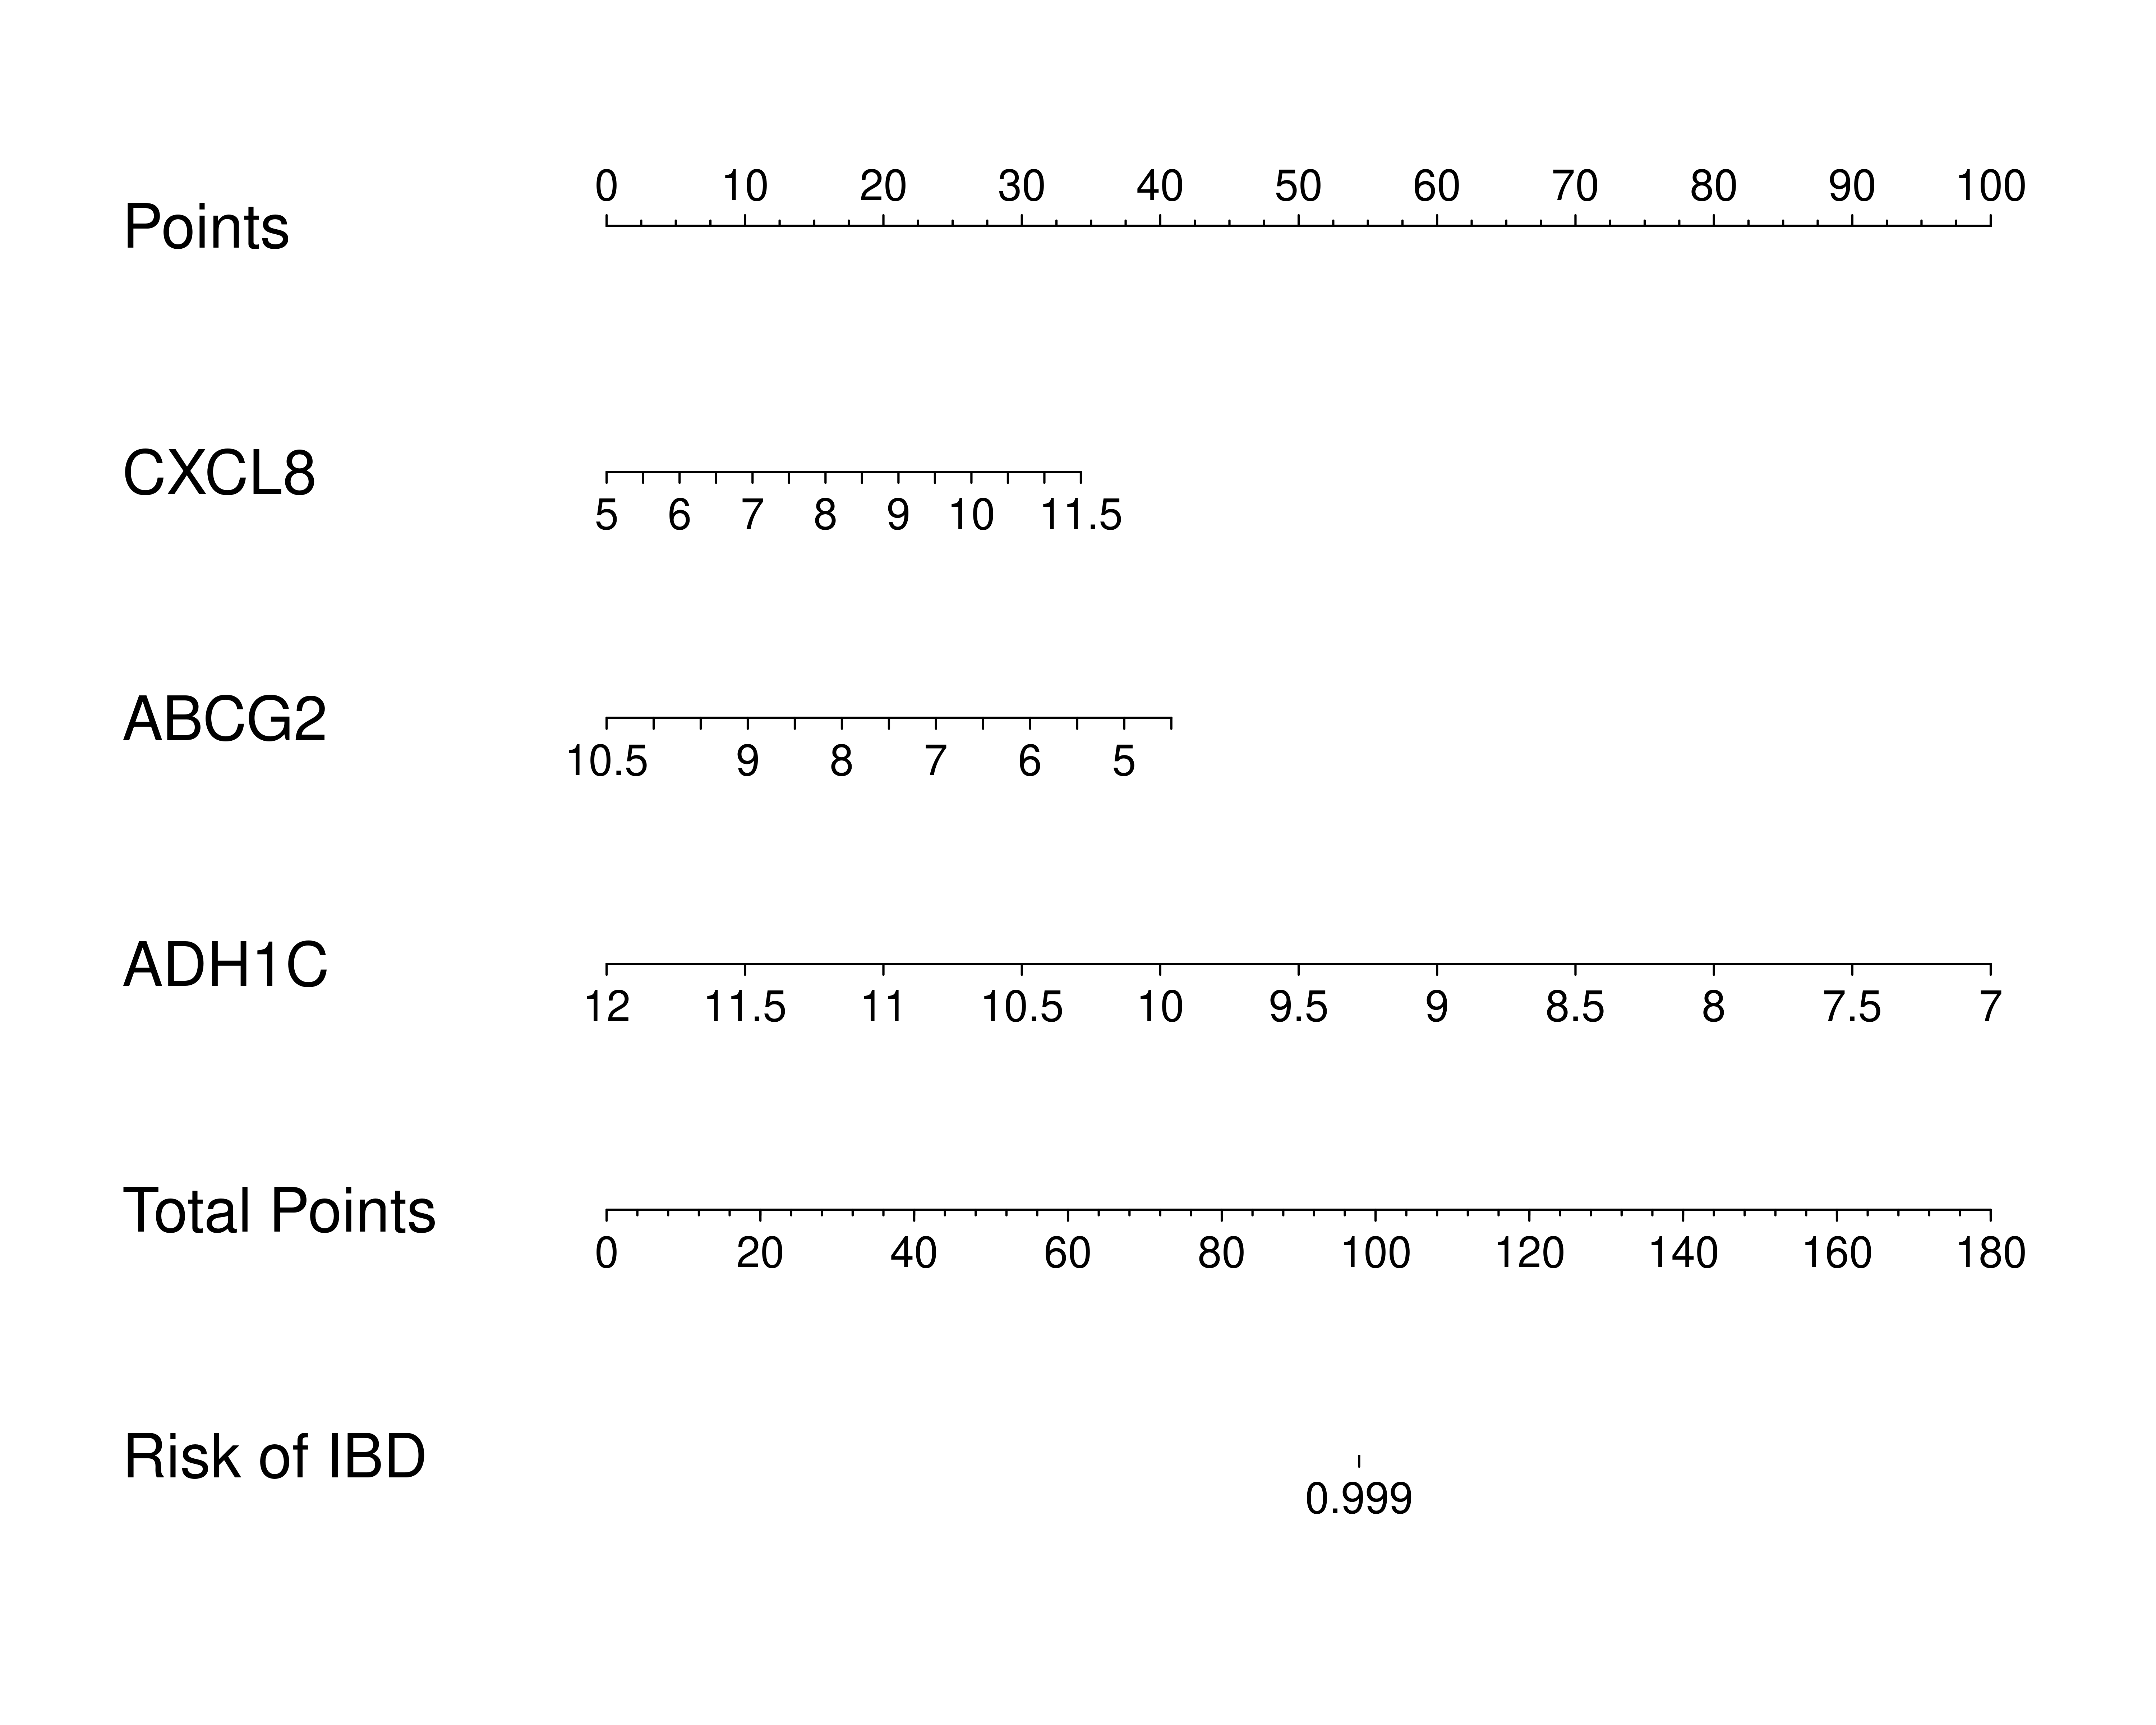 0 10 20 30 40 50 60 70 80 90 100
Points
CXCL8
5 6 7 8 9 10 11.5
ABCG2
10.5 9 8 7 6 5
ADH1C
12 11.5 11 10.5 10 9.5 9 8.5 8 7.5 7
Total Points
0 20 40 60 80 100 120 140 160 180
Risk of IBD
0.999